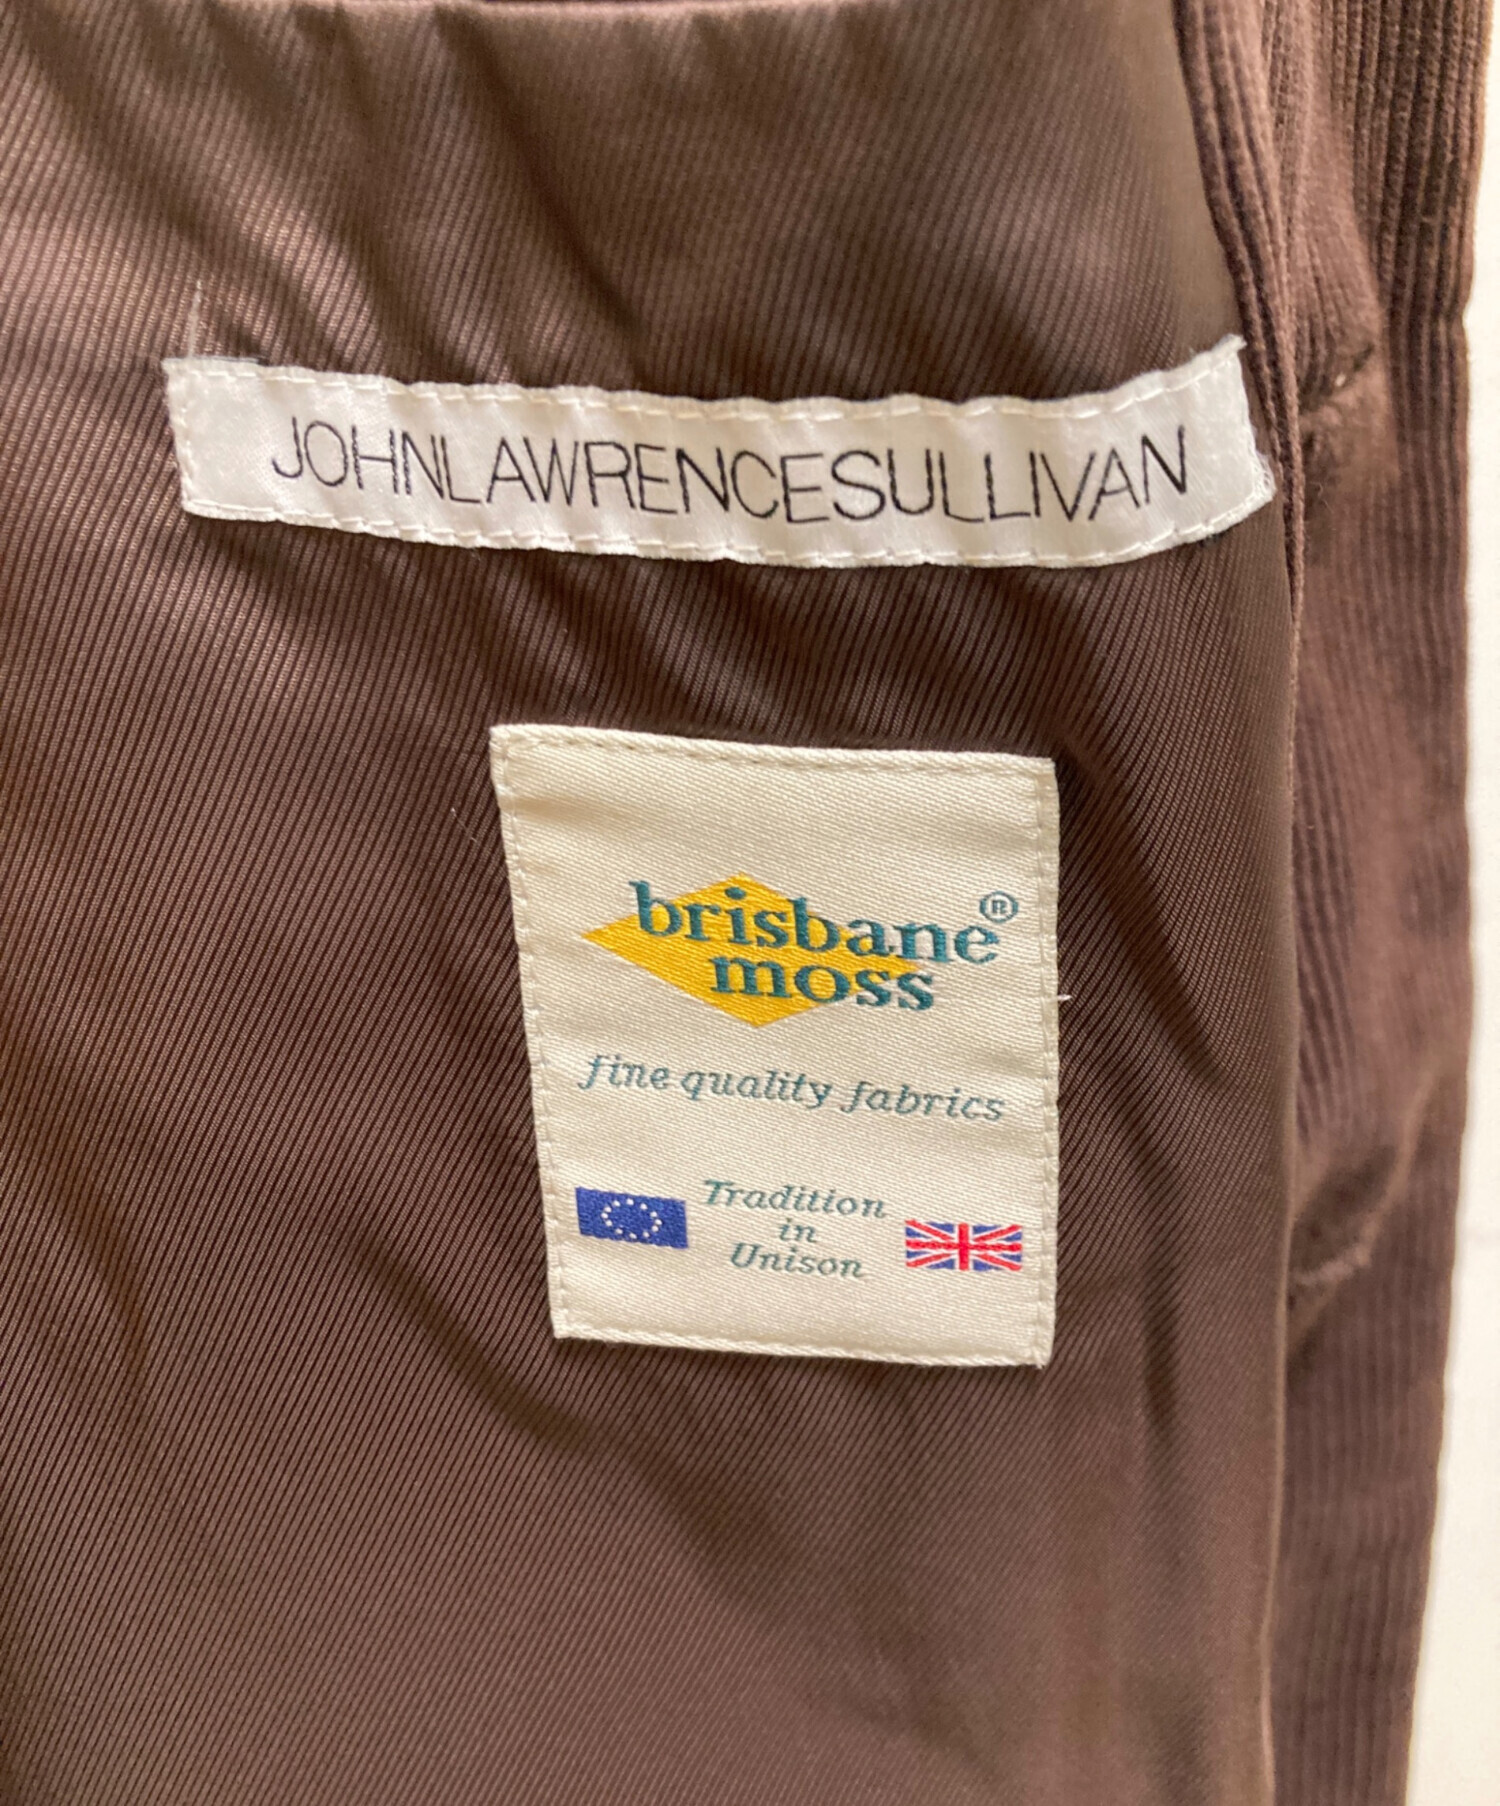 JOHNLAWRENCESULLIVAN
brisbane®
moss
fine quality fabrics
Tradition
in
Unison